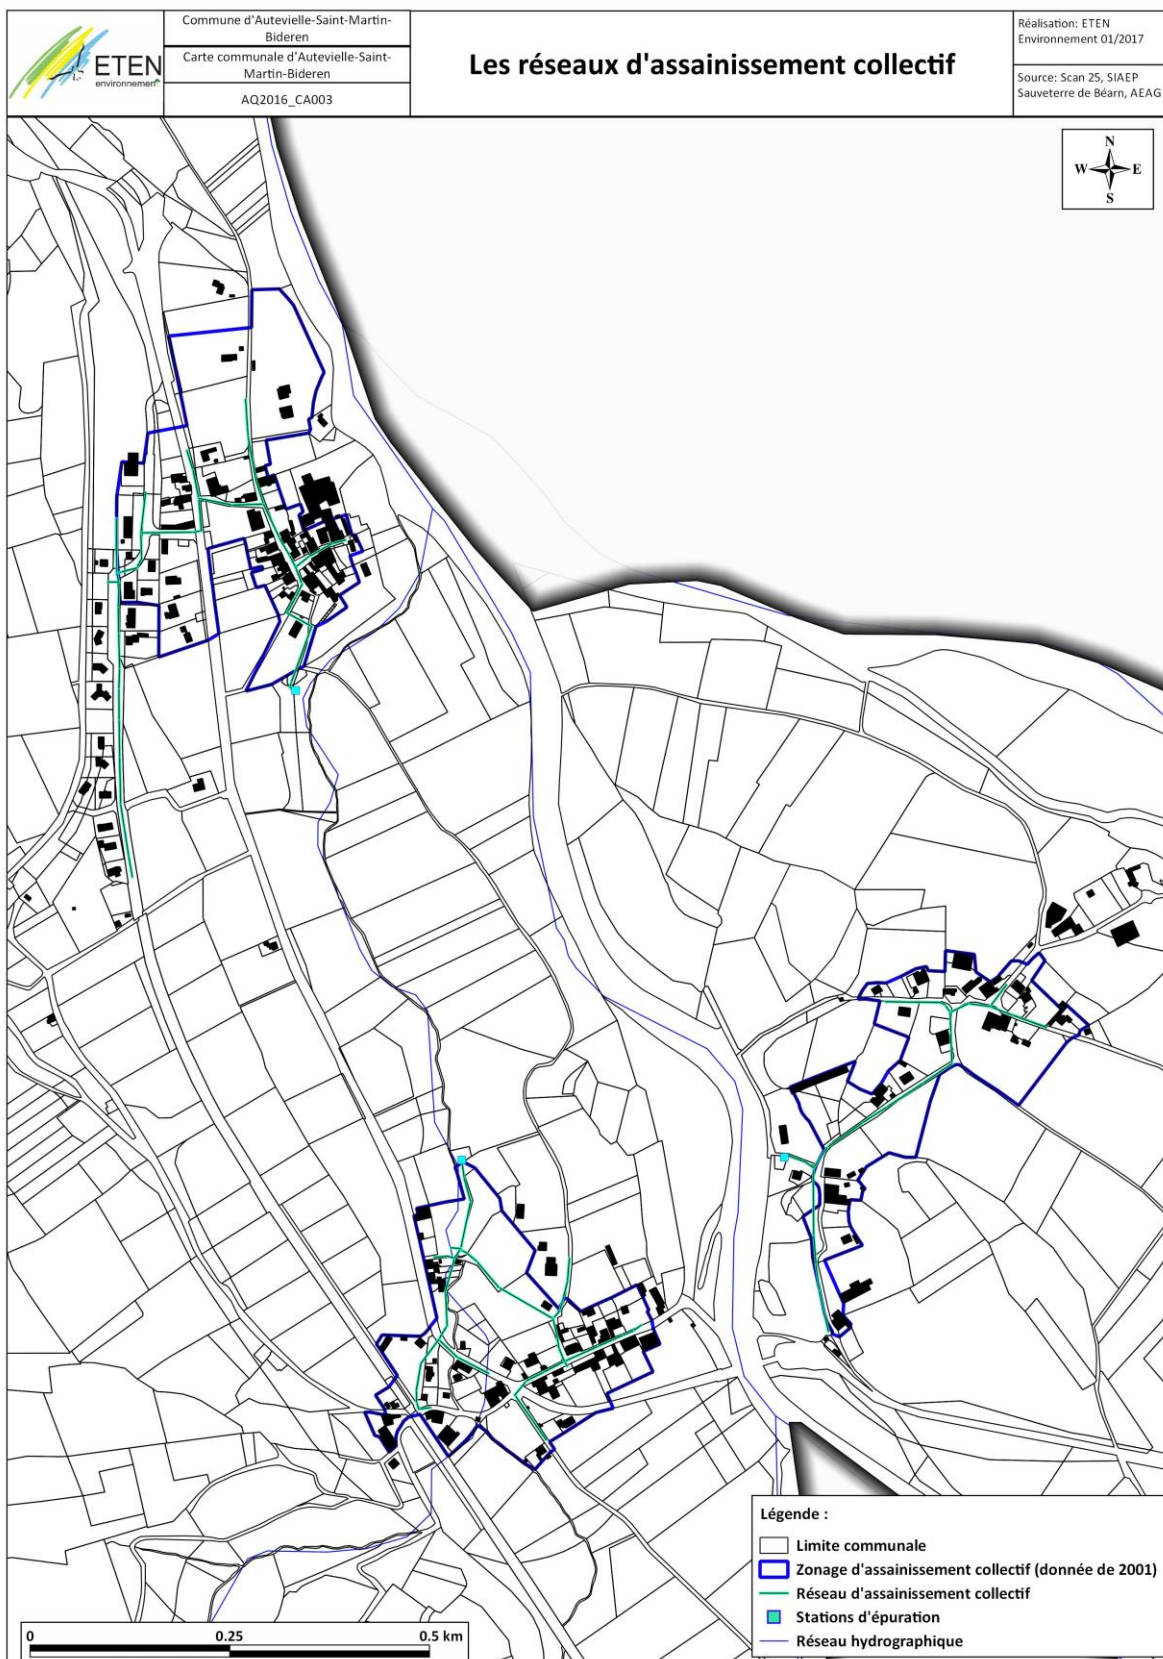 ETEN
environnement
Commune d'Autevielle-Saint-Martin-
Bideren
Carte communale d'Autevielle-Saint-
Martin-Bideren
AQ2016_CA003
Les réseaux d'assainissement collectif
Réalisation: ETEN
Environnement 01/2017
Source: Scan 25, SIAEP
Sauveterre de Béarn, AEAG
N
W E
S
Légende :
Limite communale
Zonage d'assainissement collectif (donnée de 2001)
Réseau d'assainissement collectif
Stations d'épuration
Réseau hydrographique
0 0.25 0.5 km